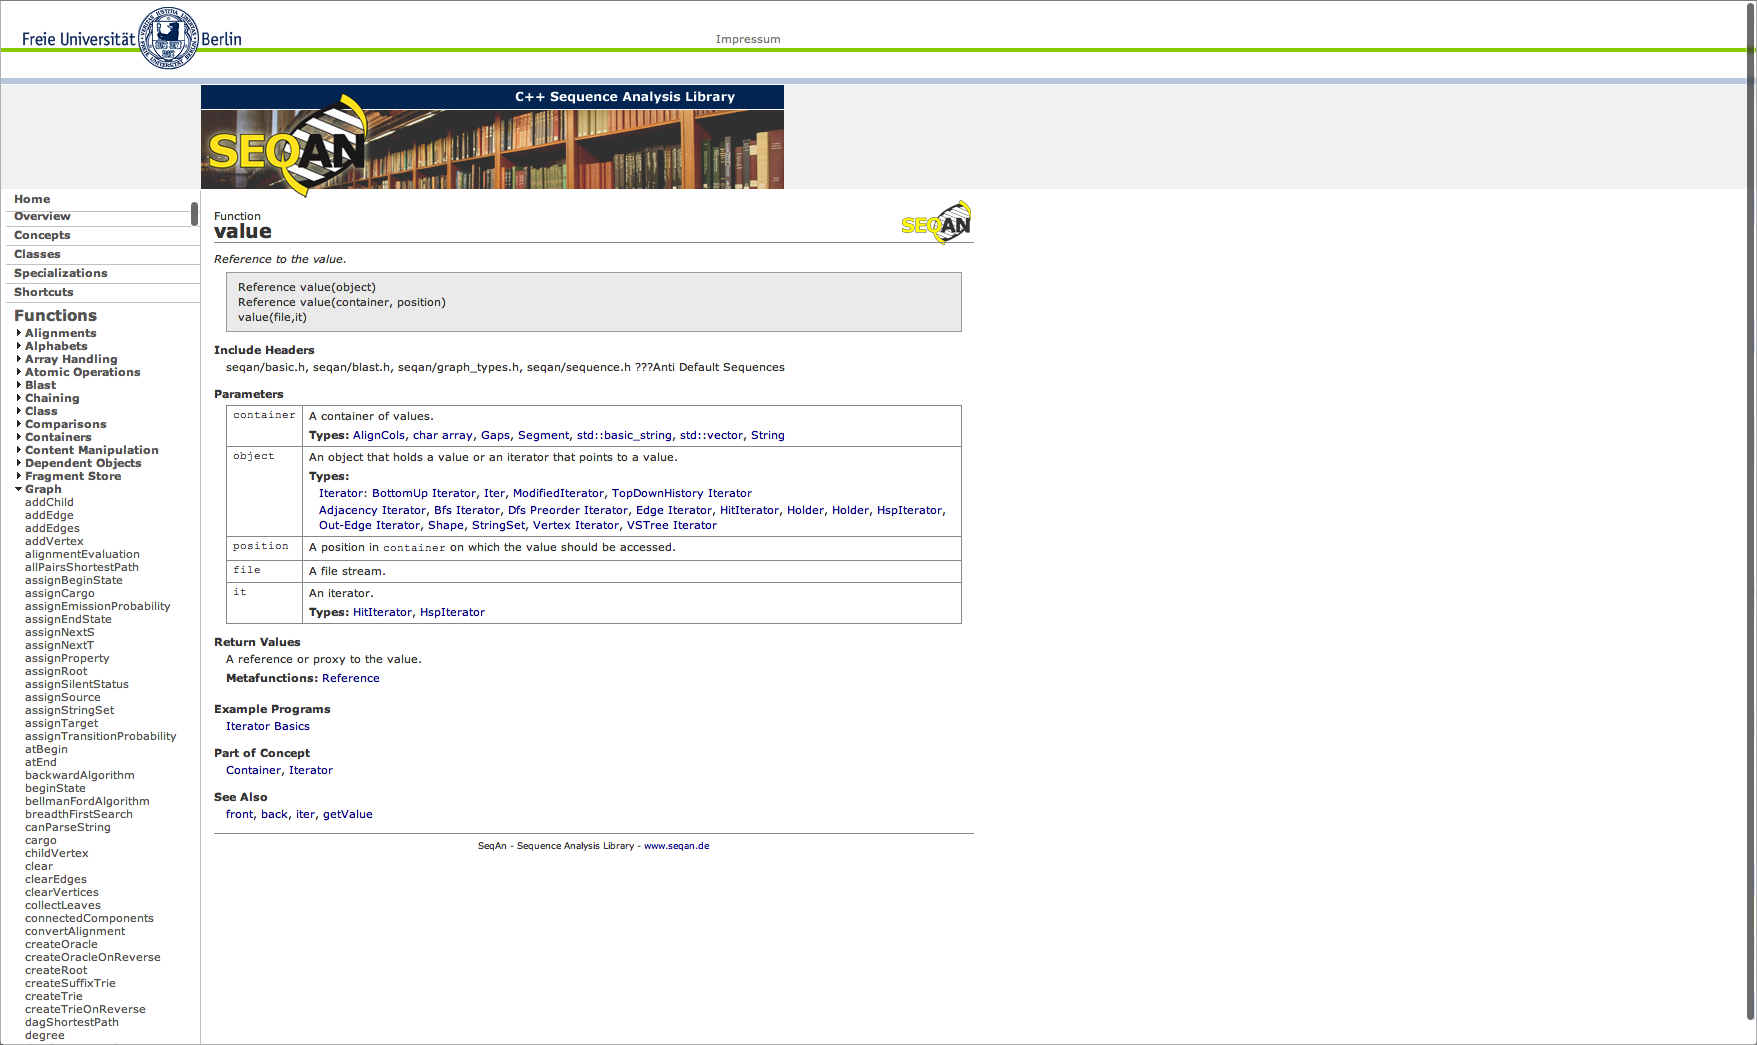 Freie Universität Berlin
Impressum
C++ Sequence Analysis Library
SEQAN
Home
Overview
Concepts
Classes
Specializations
Shortcuts
Functions
Alignments
Alphabets
Array Handling
Atomic Operations
Blast
Chaining
Class
Comparisons
Containers
Content Manipulation
Dependent Objects
Fragment Store
Graph
addChild
addEdge
addEdges
addVertex
alignmentEvaluation
allPairsShortestPath
assignBeginState
assignCargo
assignEmissionProbability
assignEndState
assignNextS
assignNextT
assignProperty
assignRoot
assignSilentStatus
assignSource
assignStringSet
assignTarget
assignTransitionProbability
atBegin
atEnd
backwardAlgorithm
beginState
bellmanFordAlgorithm
breadthFirstSearch
canParseString
cargo
childVertex
clear
clearEdges
clearVertices
collectLeaves
connectedComponents
convertAlignment
createOracle
createOracleOnReverse
createRoot
createSuffixTrie
createTrie
createTrieOnReverse
dagShortestPath
degree
Function
value
SEQAN
Reference to the value.
Reference value(object)
Reference value(container, position)
value(file,it)
Include Headers
seqan/basic.h, seqan/blast.h, seqan/graph_types.h, seqan/sequence.h ???Anti Default Sequences
Parameters
container A container of values.
Types: AlignCols, char array, Gaps, Segment, std::basic_string, std::vector, String
object An object that holds a value or an iterator that points to a value.
Types:
Iterator: BottomUp Iterator, Iter, ModifiedIterator, TopDownHistory Iterator
Adjacency Iterator, Bfs Iterator, Dfs Preorder Iterator, Edge Iterator, HitIterator, Holder, Holder, HspIterator,
Out-Edge Iterator, Shape, StringSet, Vertex Iterator, VSTree Iterator
position A position in container on which the value should be accessed.
file A file stream.
it An iterator.
Types: HitIterator, HspIterator
Return Values
A reference or proxy to the value.
Metafunctions: Reference
Example Programs
Iterator Basics
Part of Concept
Container, Iterator
See Also
front, back, iter, getValue
SeqAn - Sequence Analysis Library - www.seqan.de